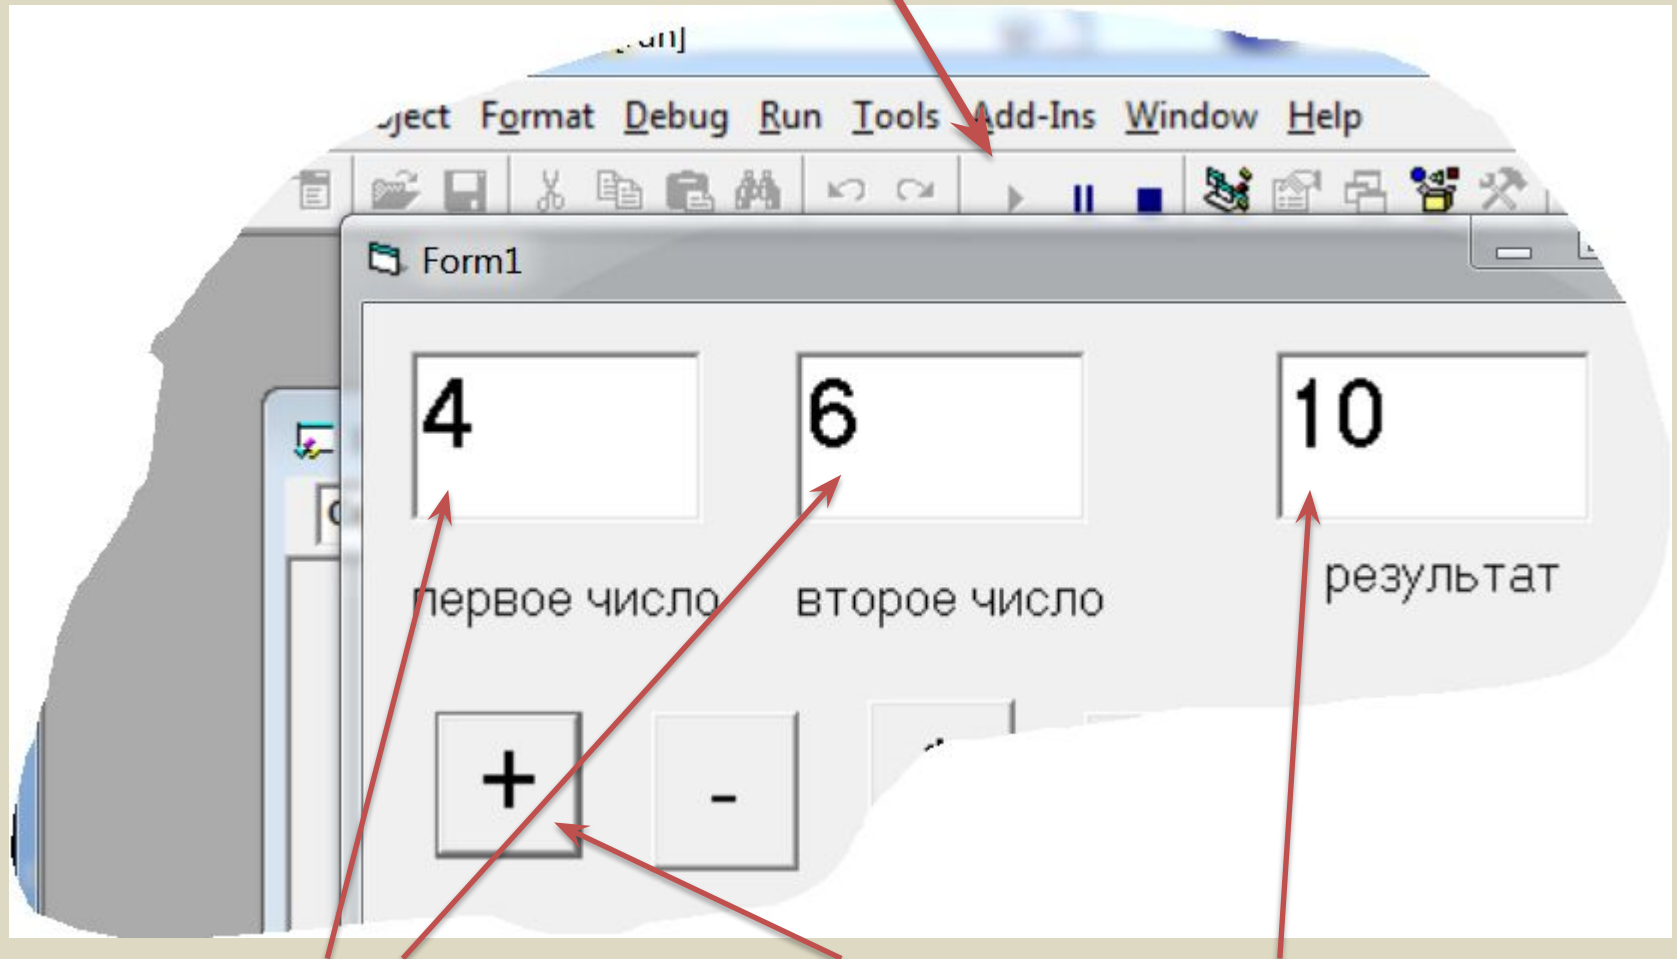 Format Debug Run Tools Add-Ins Window Help
Form1
4 6 10
первое число второе число результат
+ -